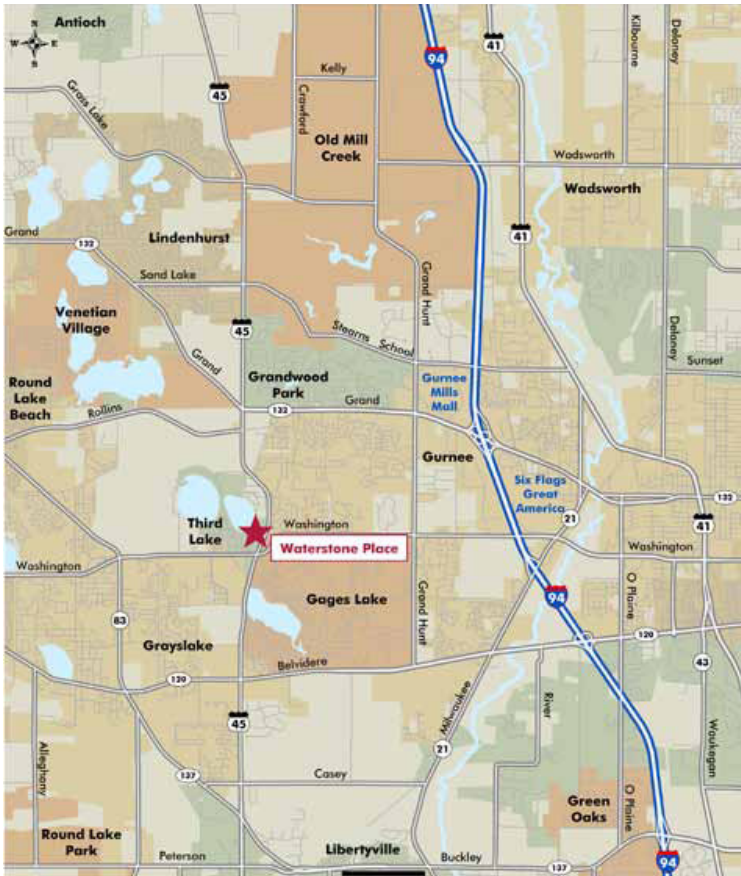 Antioch
N
W E
S
45
94
41
Kilbourne
Delaney
Kelly
Grass Lake
Crawford
Old Mill
Creek
Wadsworth
Wadsworth
Grand
132
Lindenhurst
41
Sand Lake
Grand Hunt
Venetian
Village
45
Stearns School
Delaney
Sunset
Grand
Grandwood
Park
Gurnee
Mills
Mall
Round
Lake
Beach
Rollins
132
Grand
Gurnee
Six Flags
Great
America
21
132
41
Third
Lake
Washington
Waterstone Place
Washington
Washington
O Plaine
Gages Lake
Grand Hunt
94
83
Grayslake
120
Belvidere
43
120
45
Milwaukee
River
Waukegan
21
Alleghany
137
Casey
Green
Oaks
O Plaine
Round Lake
Park
Peterson
Libertyville
Buckley
137
94